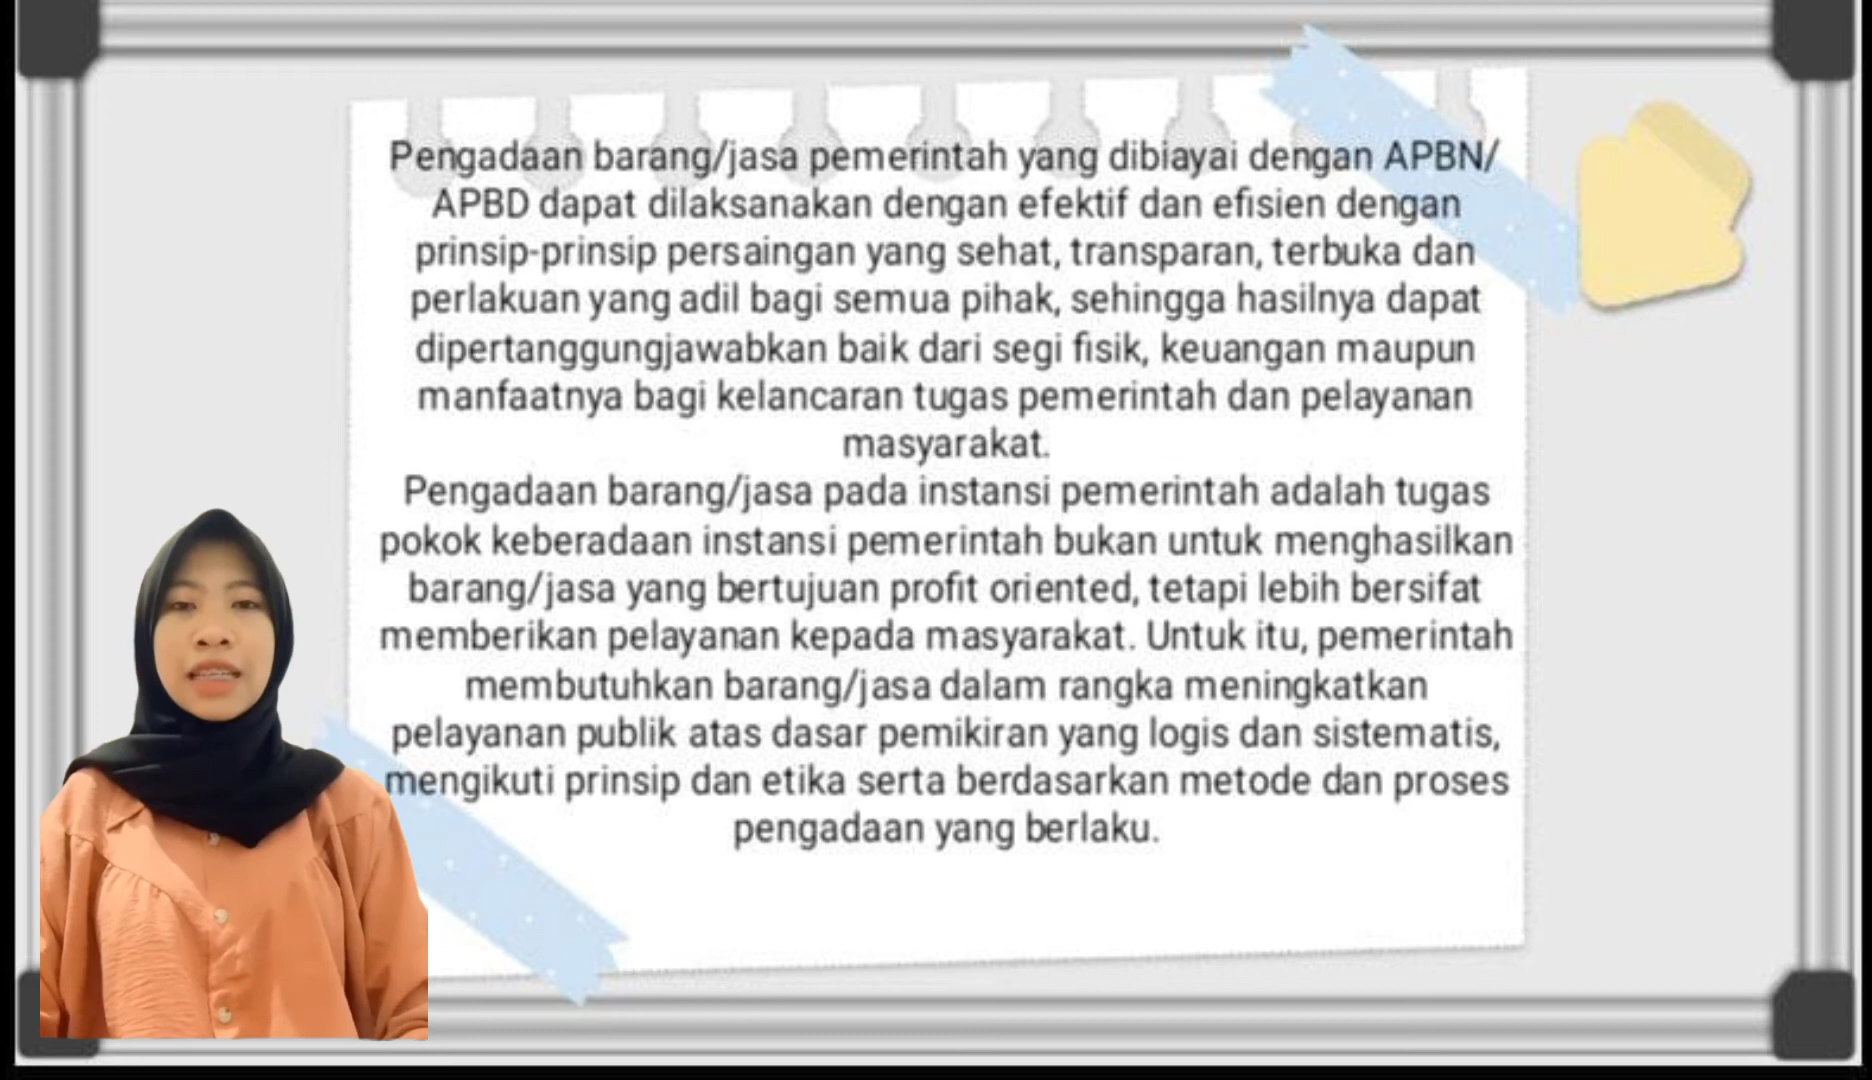 Pengadaan barang/jasa pemerintah yang dibiayai dengan APBN/
APBD dapat dilaksanakan dengan efektif dan efisien dengan
prinsip-prinsip persaingan yang sehat, transparan, terbuka dan
perlakuan yang adil bagi semua pihak, sehingga hasilnya dapat
dipertanggungjawabkan baik dari segi fisik, keuangan maupun
manfaatnya bagi kelancaran tugas pemerintah dan pelayanan
masyarakat.
Pengadaan barang/jasa pada instansi pemerintah adalah tugas
pokok keberadaan instansi pemerintah bukan untuk menghasilkan
barang/jasa yang bertujuan profit oriented, tetapi lebih bersifat
memberikan pelayanan kepada masyarakat. Untuk itu, pemerintah
membutuhkan barang/jasa dalam rangka meningkatkan
pelayanan publik atas dasar pemikiran yang logis dan sistematis,
mengikuti prinsip dan etika serta berdasarkan metode dan proses
pengadaan yang berlaku.